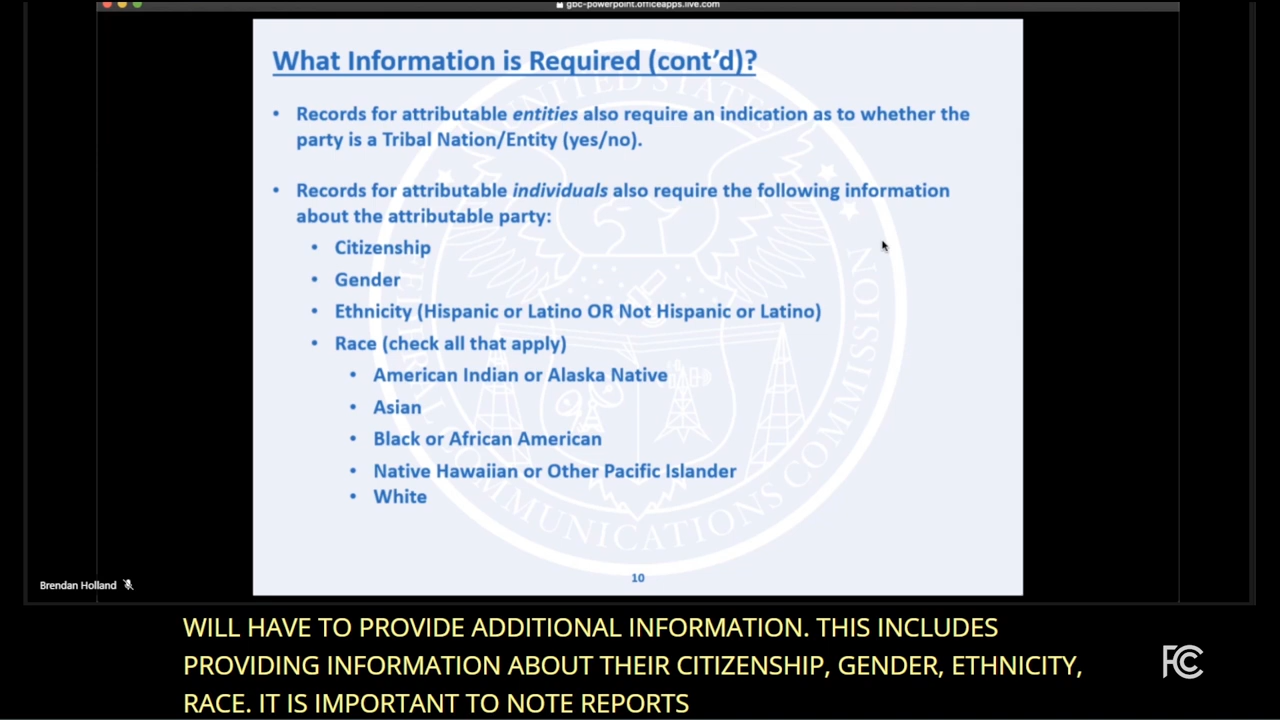 gbc-powerpoint.officeapps.live.com
What Information is Required (cont'd)?
• Records for attributable entities also require an indication as to whether the
party is a Tribal Nation/Entity (yes/no).
• Records for attributable individuals also require the following information
about the attributable party:
• Citizenship
• Gender
• Ethnicity (Hispanic or Latino OR Not Hispanic or Latino)
• Race (check all that apply)
• American Indian or Alaska Native
• Asian
• Black or African American
• Native Hawaiian or Other Pacific Islander
• White
UNITED STATES
FEDERAL COMMUNICATIONS COMMISSION
10
Brendan Holland
WILL HAVE TO PROVIDE ADDITIONAL INFORMATION. THIS INCLUDES
PROVIDING INFORMATION ABOUT THEIR CITIZENSHIP, GENDER, ETHNICITY,
RACE. IT IS IMPORTANT TO NOTE REPORTS
FCC